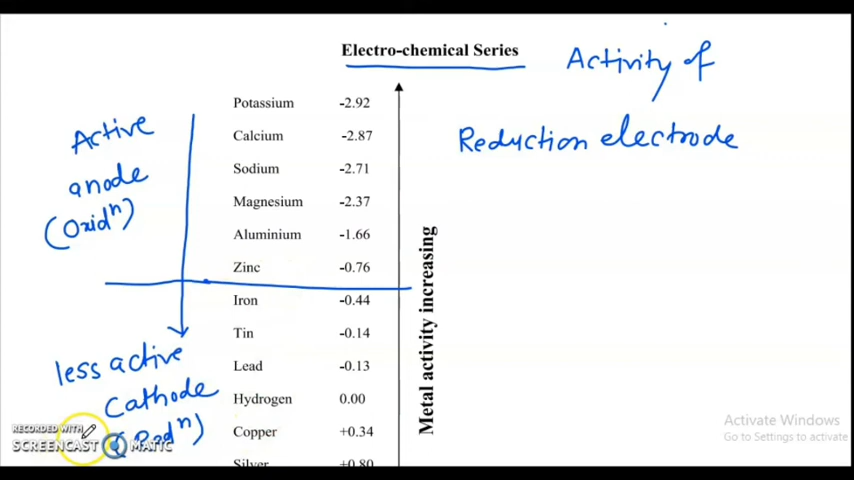 Electro-chemical Series
Activity of
Reduction electrode
Active
anode
(Oxidⁿ)
less active
Cathode
(Redⁿ)
Potassium -2.92
Calcium -2.87
Sodium -2.71
Magnesium -2.37
Aluminium -1.66
Zinc -0.76
Iron -0.44
Tin -0.14
Lead -0.13
Hydrogen 0.00
Copper +0.34
Silver +0.80
Metal activity increasing
RECORDED WITH
SCREENCAST MATIC
Activate Windows
Go to Settings to activate